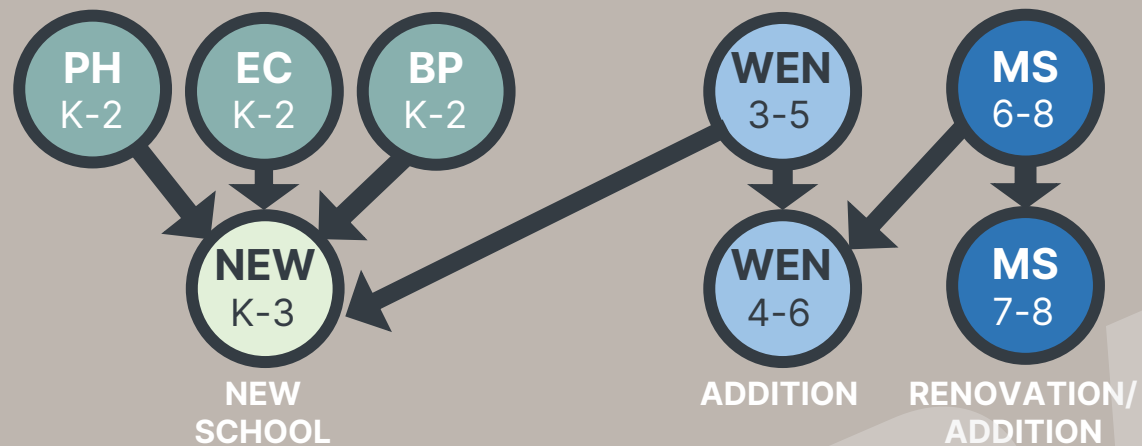 PH
K-2
EC
K-2
BP
K-2
WEN
3-5
MS
6-8
NEW
K-3
WEN
4-6
MS
7-8
NEW
SCHOOL
ADDITION
RENOVATION/
ADDITION